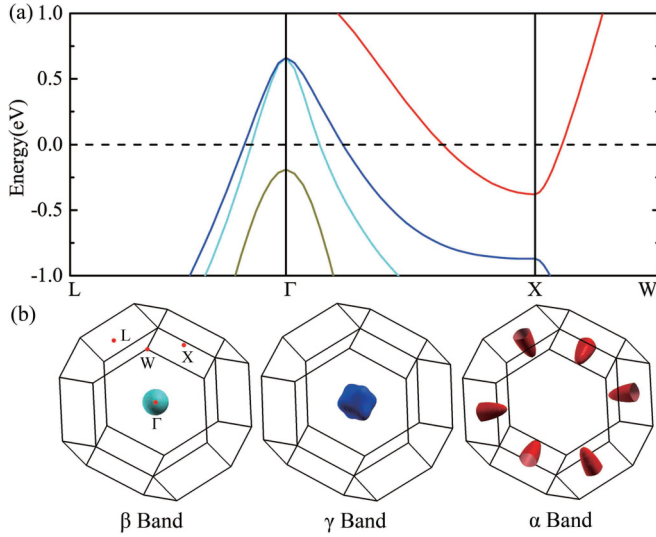 (a)
1.0
0.5
0.0
-0.5
-1.0
Energy(eV)
L Γ X W
(b)
L
W X
Γ
β Band γ Band α Band